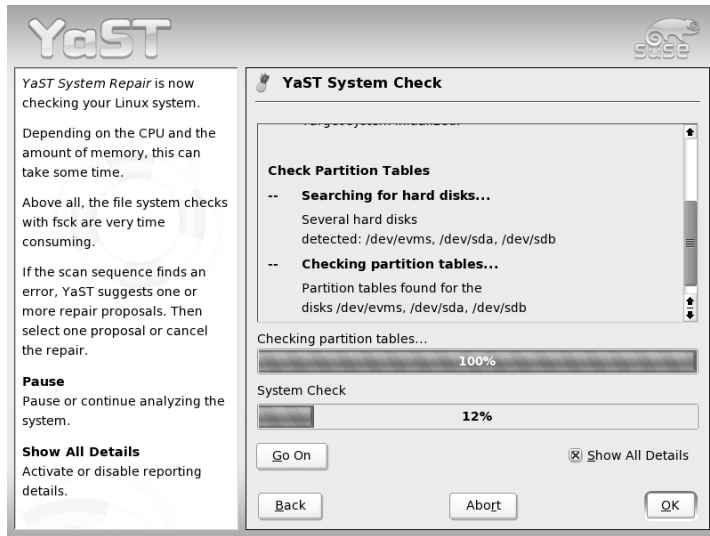 YaST
SUSE
YaST System Repair is now
checking your Linux system.
Depending on the CPU and the
amount of memory, this can
take some time.
Above all, the file system checks
with fsck are very time
consuming.
If the scan sequence finds an
error, YaST suggests one or
more repair proposals. Then
select one proposal or cancel
the repair.
Pause
Pause or continue analyzing the
system.
Show All Details
Activate or disable reporting
details.
YaST System Check
Check Partition Tables
-- Searching for hard disks...
Several hard disks
detected: /dev/evms, /dev/sda, /dev/sdb
-- Checking partition tables...
Partition tables found for the
disks /dev/evms, /dev/sda, /dev/sdb
Checking partition tables...
100%
System Check
12%
Go On
Show All Details
Back
Abort
OK